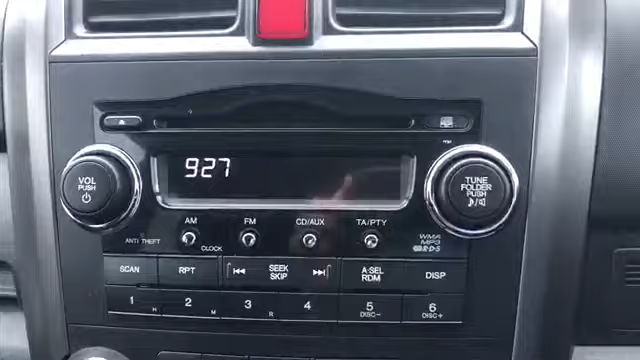 927
VOL
PUSH
TUNE
FOLDER
PUSH
AM
FM
CD/AUX
TA/PTY
ANTI THEFT
CLOCK
WMA
MP3
R·D·S
SCAN
RPT
SEEK
SKIP
A.SEL
RDM
DISP
1
H
2
M
3
R
4
5
DISC−
6
DISC+